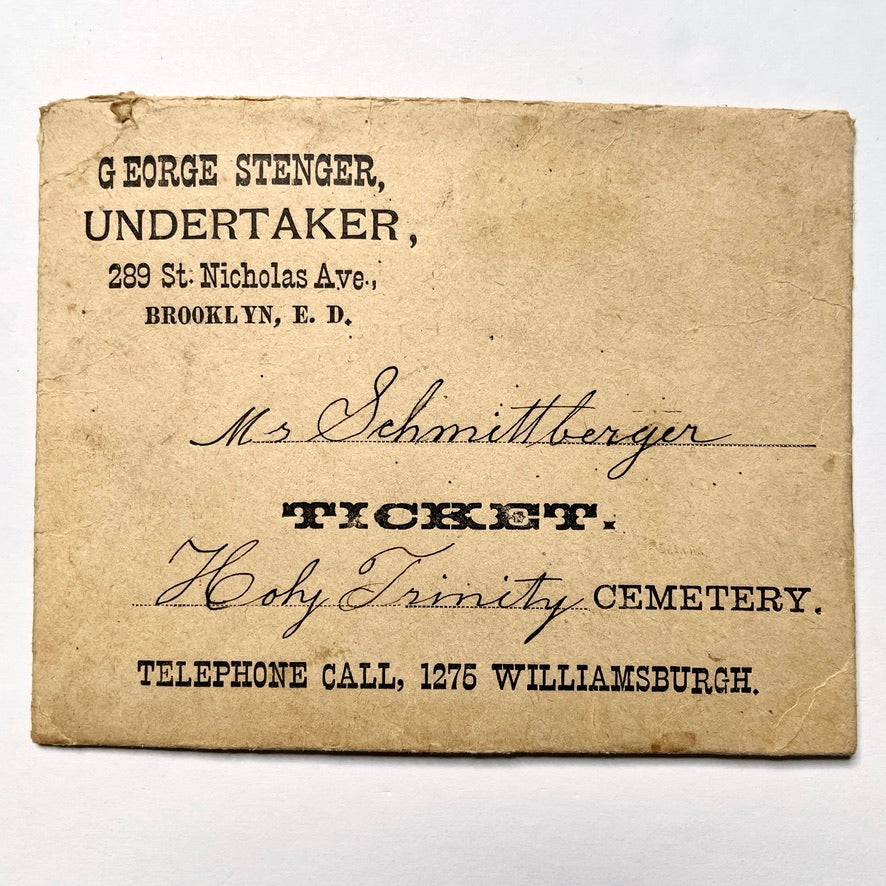 GEORGE STENGER,
UNDERTAKER,
289 St. Nicholas Ave.,
BROOKLYN, E. D.
Mr Schmittberger
TICKET.
Holy Trinity CEMETERY.
TELEPHONE CALL, 1275 WILLIAMSBURGH.